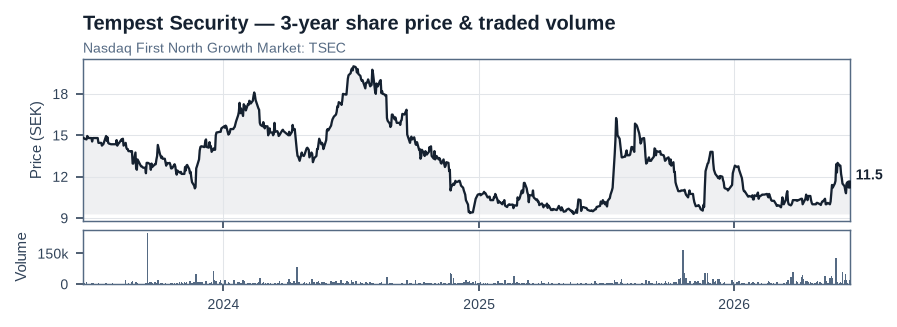 Tempest Security — 3-year share price & traded volume
Nasdaq First North Growth Market: TSEC
Price (SEK)
18
15
12
9
11.5
Volume
150k
0
2024
2025
2026